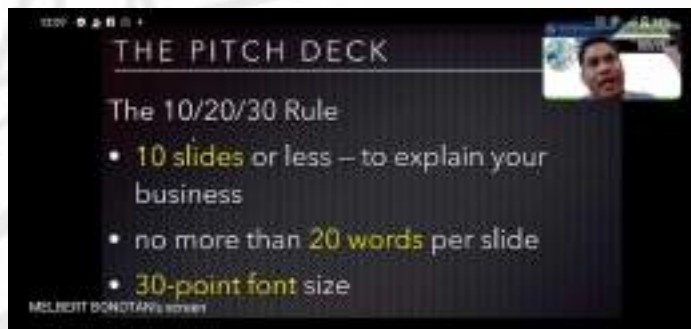 THE PITCH DECK
The 10/20/30 Rule
• 10 slides or less – to explain your
business
• no more than 20 words per slide
• 30-point font size
MELBERT BONOTAN's screen